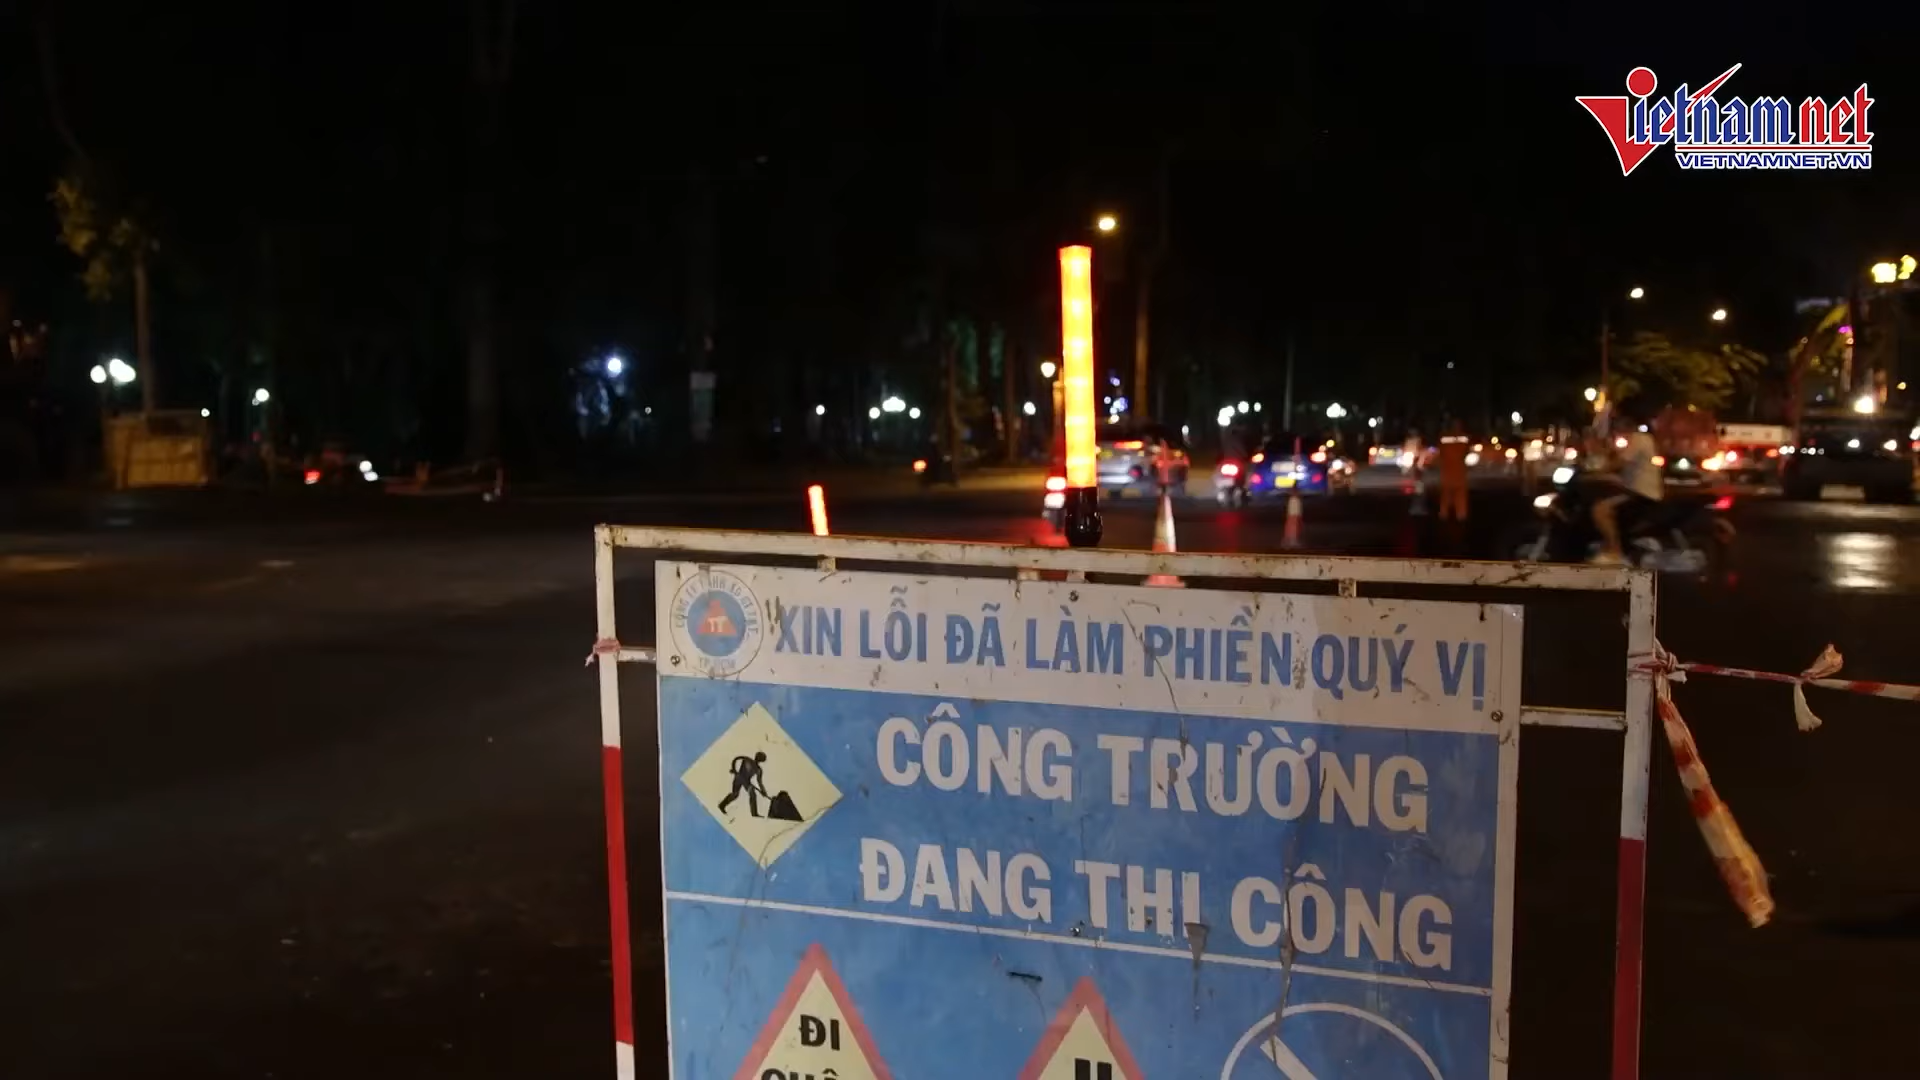 Vietnamnet
VIETNAMNET.VN
XIN LỖI ĐÃ LÀM PHIỀN QUÝ VỊ
CÔNG TRƯỜNG
ĐANG THI CÔNG
ĐI